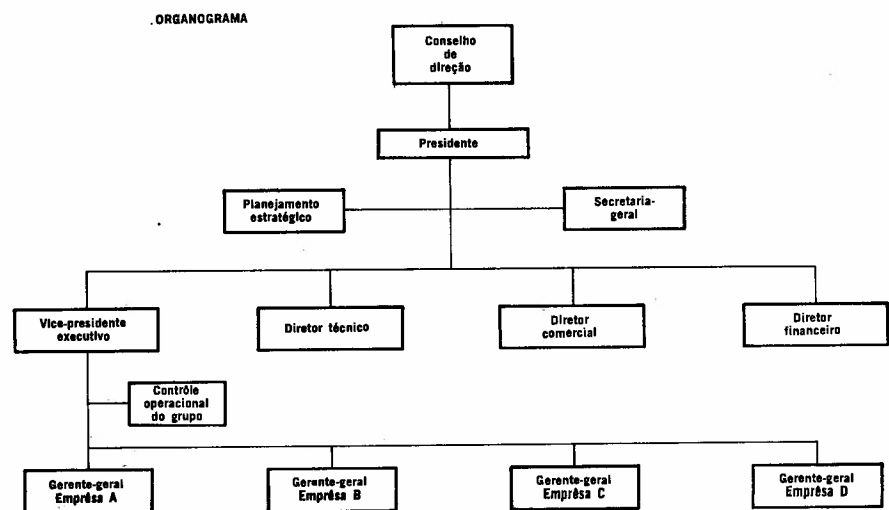 ORGANOGRAMA
Conselho
de
direção
Presidente
Planejamento
estratégico
Secretaria-
geral
Vice-presidente
executivo
Diretor técnico
Diretor
comercial
Diretor
financeiro
Contrôle
operacional
do grupo
Gerente-geral
Emprêsa A
Gerente-geral
Emprêsa B
Gerente-geral
Emprêsa C
Gerente-geral
Emprêsa D